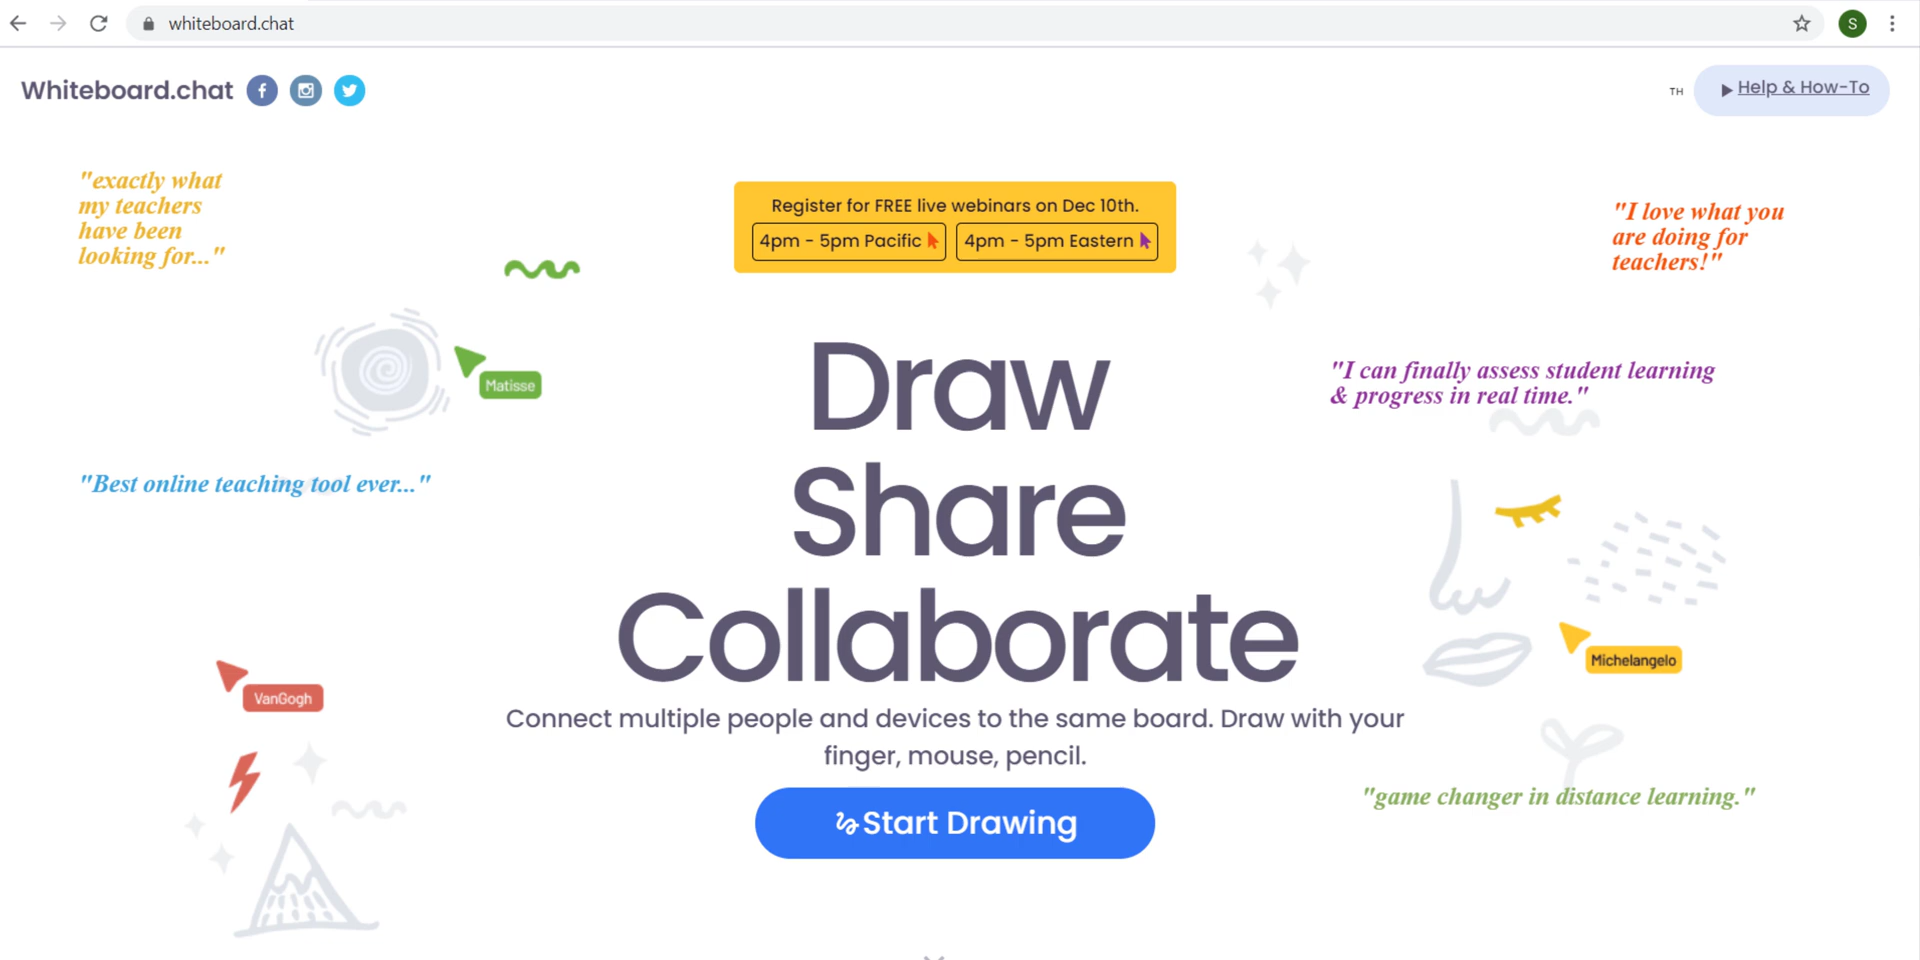 whiteboard.chat
S
Whiteboard.chat
TH
Help & How-To
"exactly what
my teachers
have been
looking for..."
Register for FREE live webinars on Dec 10th.
4pm - 5pm Pacific
4pm - 5pm Eastern
"I love what you
are doing for
teachers!"
Matisse
Draw
Share
Collaborate
"I can finally assess student learning
& progress in real time."
"Best online teaching tool ever..."
Michelangelo
VanGogh
Connect multiple people and devices to the same board. Draw with your
finger, mouse, pencil.
Start Drawing
"game changer in distance learning."